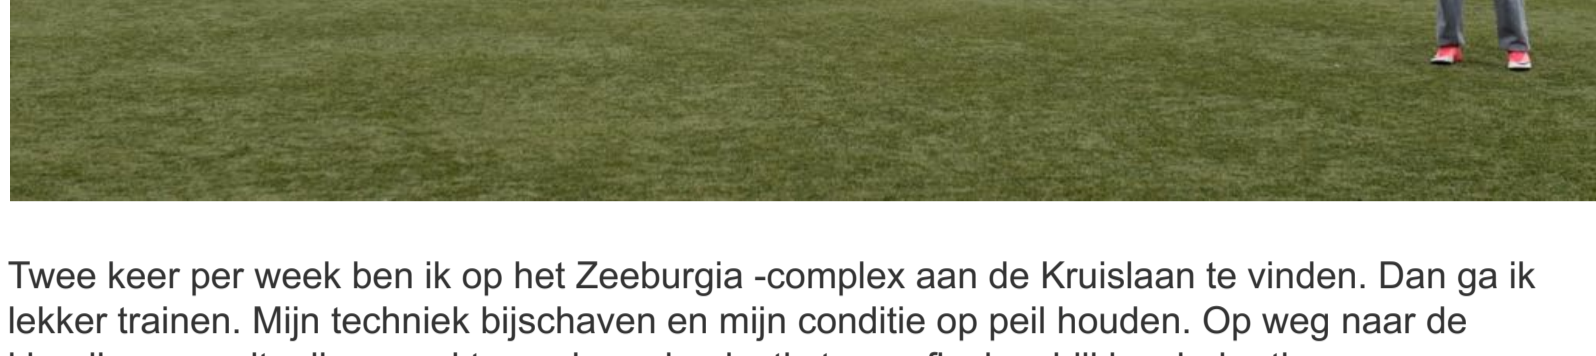 Twee keer per week ben ik op het Zeeburgia -complex aan de Kruislaan te vinden. Dan ga ik
lekker trainen. Mijn techniek bijschaven en mijn conditie op peil houden. Op weg naar de